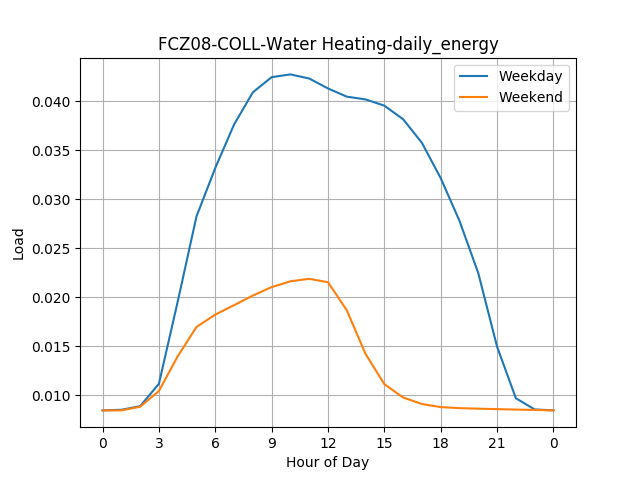 FCZ08-COLL-Water Heating-daily_energy
Weekday
Weekend
0.040
0.035
0.030
0.025
0.020
0.015
0.010
Load
0 3 6 9 12 15 18 21 0
Hour of Day